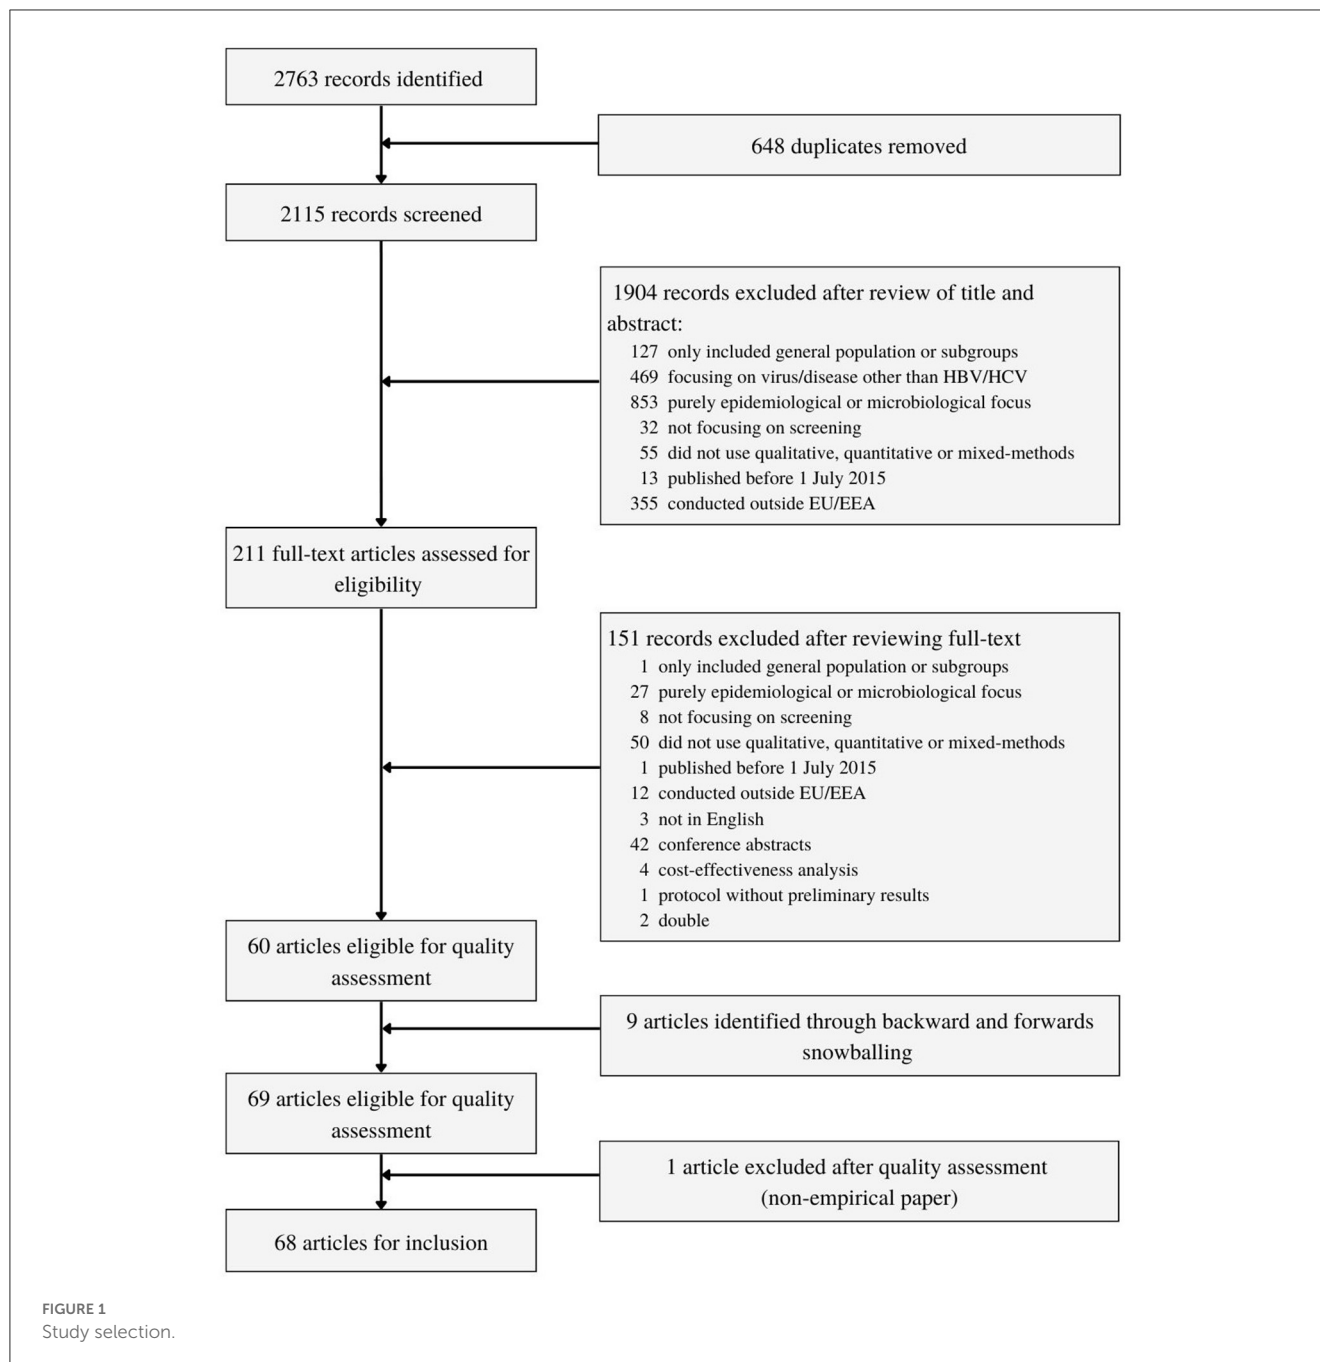 2763 records identified
648 duplicates removed
2115 records screened
1904 records excluded after review of title and
abstract:
127 only included general population or subgroups
469 focusing on virus/disease other than HBV/HCV
853 purely epidemiological or microbiological focus
32 not focusing on screening
55 did not use qualitative, quantitative or mixed-methods
13 published before 1 July 2015
355 conducted outside EU/EEA
211 full-text articles assessed for
eligibility
151 records excluded after reviewing full-text
1 only included general population or subgroups
27 purely epidemiological or microbiological focus
8 not focusing on screening
50 did not use qualitative, quantitative or mixed-methods
1 published before 1 July 2015
12 conducted outside EU/EEA
3 not in English
42 conference abstracts
4 cost-effectiveness analysis
1 protocol without preliminary results
2 double
60 articles eligible for quality
assessment
9 articles identified through backward and forwards
snowballing
69 articles eligible for quality
assessment
1 article excluded after quality assessment
(non-empirical paper)
68 articles for inclusion
FIGURE 1
Study selection.